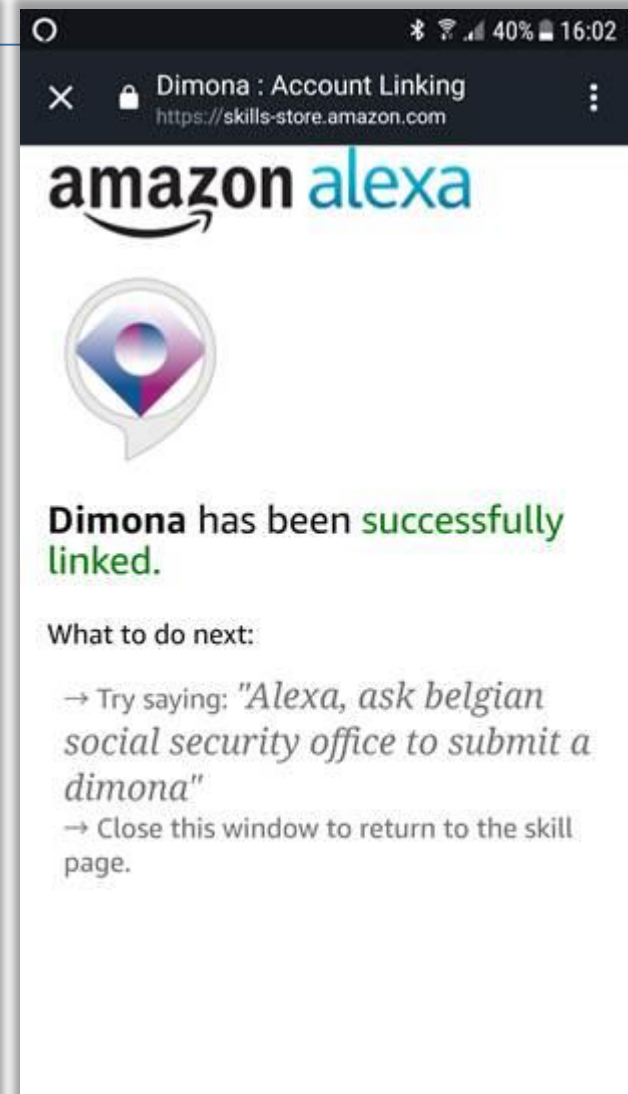 40% 16:02
Dimona : Account Linking
https://skills-store.amazon.com
amazon alexa
Dimona has been successfully
linked.
What to do next:
→ Try saying: "Alexa, ask belgian
social security office to submit a
dimona"
→ Close this window to return to the skill
page.